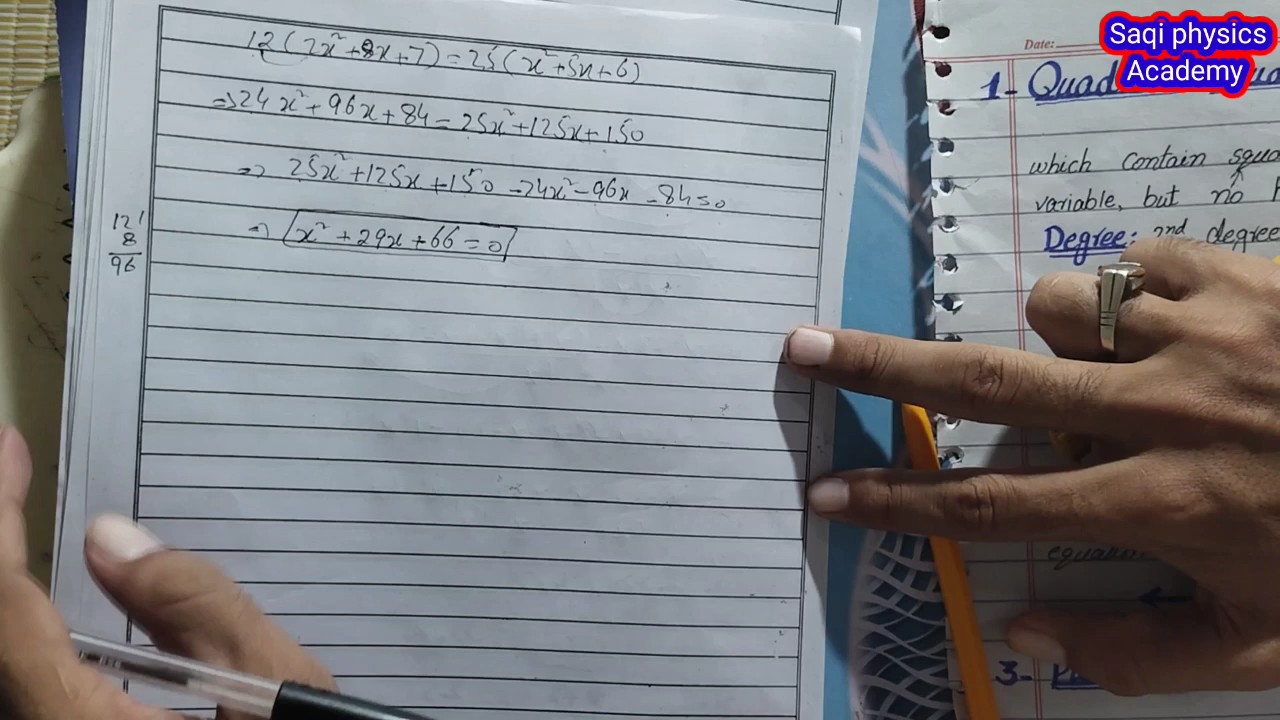 12(2x²+8x+7)=25(x²+5x+6)
⇒24x²+96x+84=25x²+125x+150
⇒ 25x²+125x+150-24x²-96x-84=0
⇒ x²+29x+66=0
12
8
96
Saqi physics
Academy
Date:
1-
which contain
variable, but no
Degree: 2nd degree
equation
3-